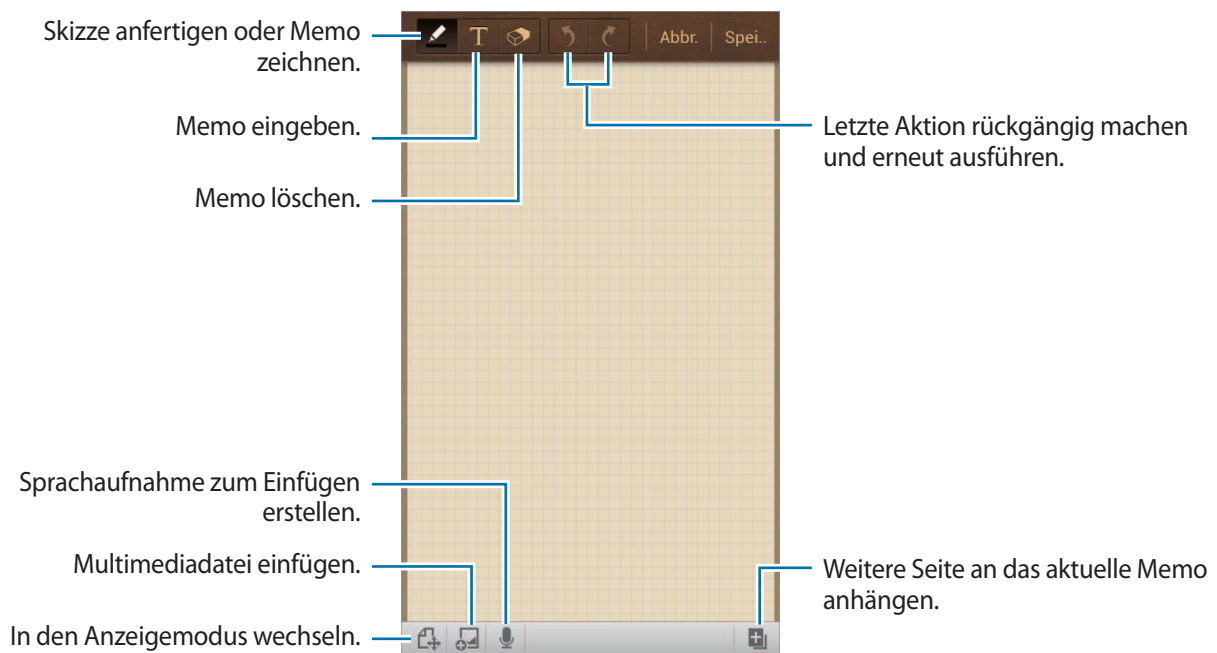 Skizze anfertigen oder Memo
zeichnen.
T
Abbr.
Spei..
Memo eingeben.
Letzte Aktion rückgängig machen
und erneut ausführen.
Memo löschen.
Sprachaufnahme zum Einfügen
erstellen.
Multimediadatei einfügen.
Weitere Seite an das aktuelle Memo
anhängen.
In den Anzeigemodus wechseln.